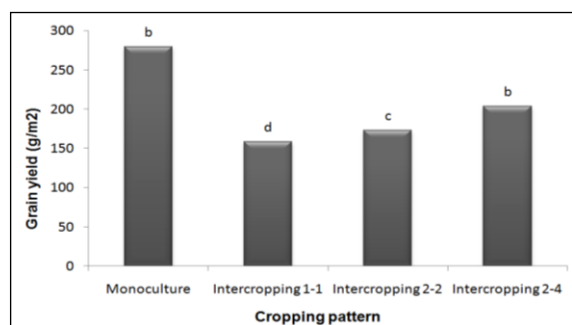 Grain yield (g/m2)
300
250
200
150
100
50
0
b
d
c
b
Monoculture
Intercropping 1-1
Intercropping 2-2
Intercropping 2-4
Cropping pattern